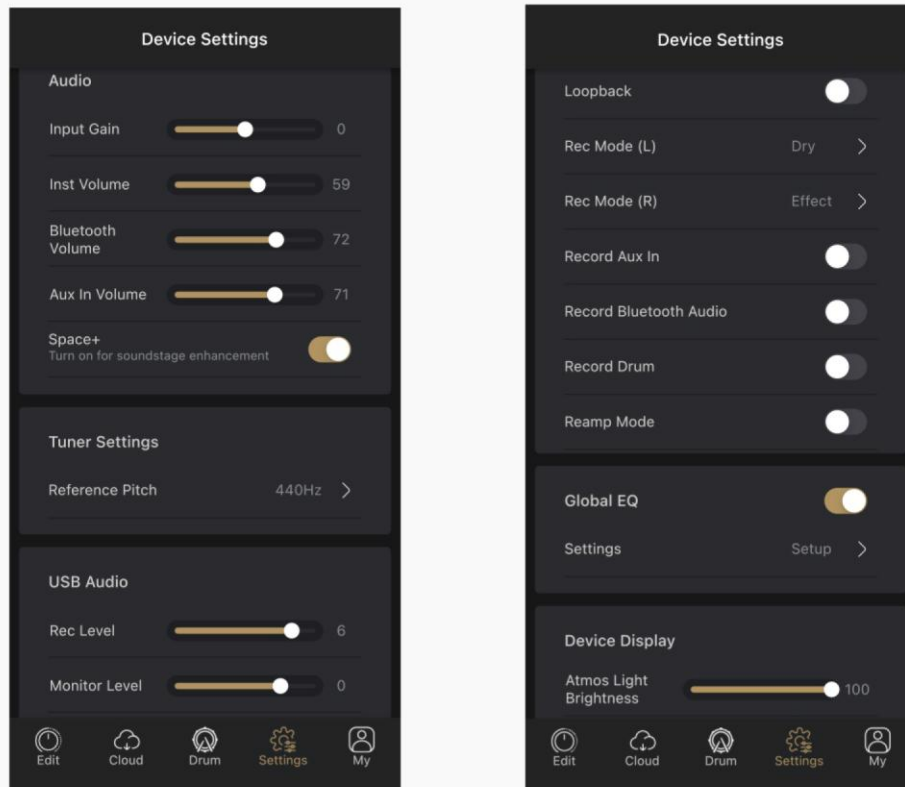 Device Settings
Audio
Input Gain 0
Inst Volume 59
Bluetooth
Volume 72
Aux In Volume 71
Space+
Turn on for soundstage enhancement
Tuner Settings
Reference Pitch 440Hz
USB Audio
Rec Level 6
Monitor Level 0
Edit Cloud Drum Settings My
Device Settings
Loopback
Rec Mode (L) Dry
Rec Mode (R) Effect
Record Aux In
Record Bluetooth Audio
Record Drum
Reamp Mode
Global EQ
Settings Setup
Device Display
Atmos Light
Brightness 100
Edit Cloud Drum Settings My